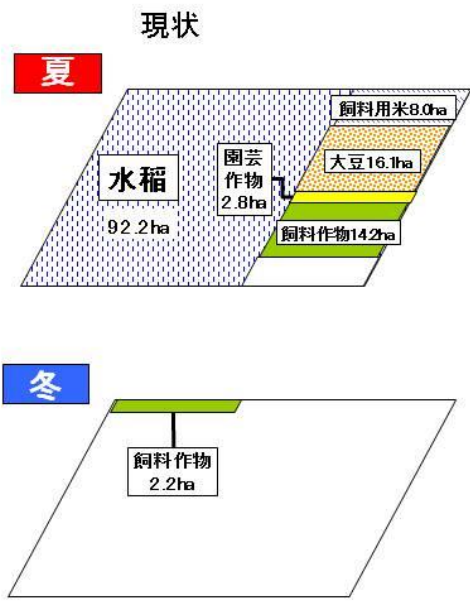 現状
夏
飼料用米8.0ha
園芸
作物
2.8ha
大豆16.1ha
水稲
92.2ha
飼料作物14.2ha
冬
飼料作物
2.2ha